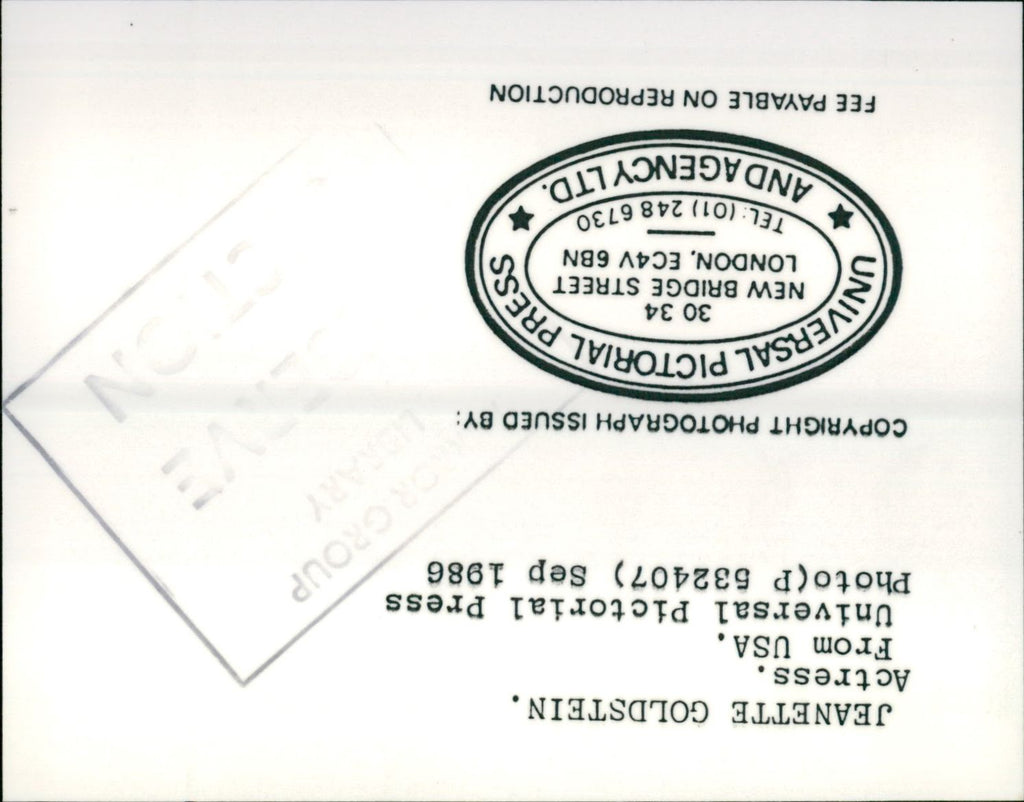 JEANETTE GOLDSTEIN.
Actress.
From USA.
Universal Pictorial Press
Photo(P 532407) Sep 1986
COPYRIGHT PHOTOGRAPH ISSUED BY:
UNIVERSAL PICTORIAL PRESS
30 34
NEW BRIDGE STREET
LONDON, EC4V 6BN
TEL: (01) 248 6730
AND AGENCY LTD.
FEE PAYABLE ON REPRODUCTION
GROUP
LIBRARY